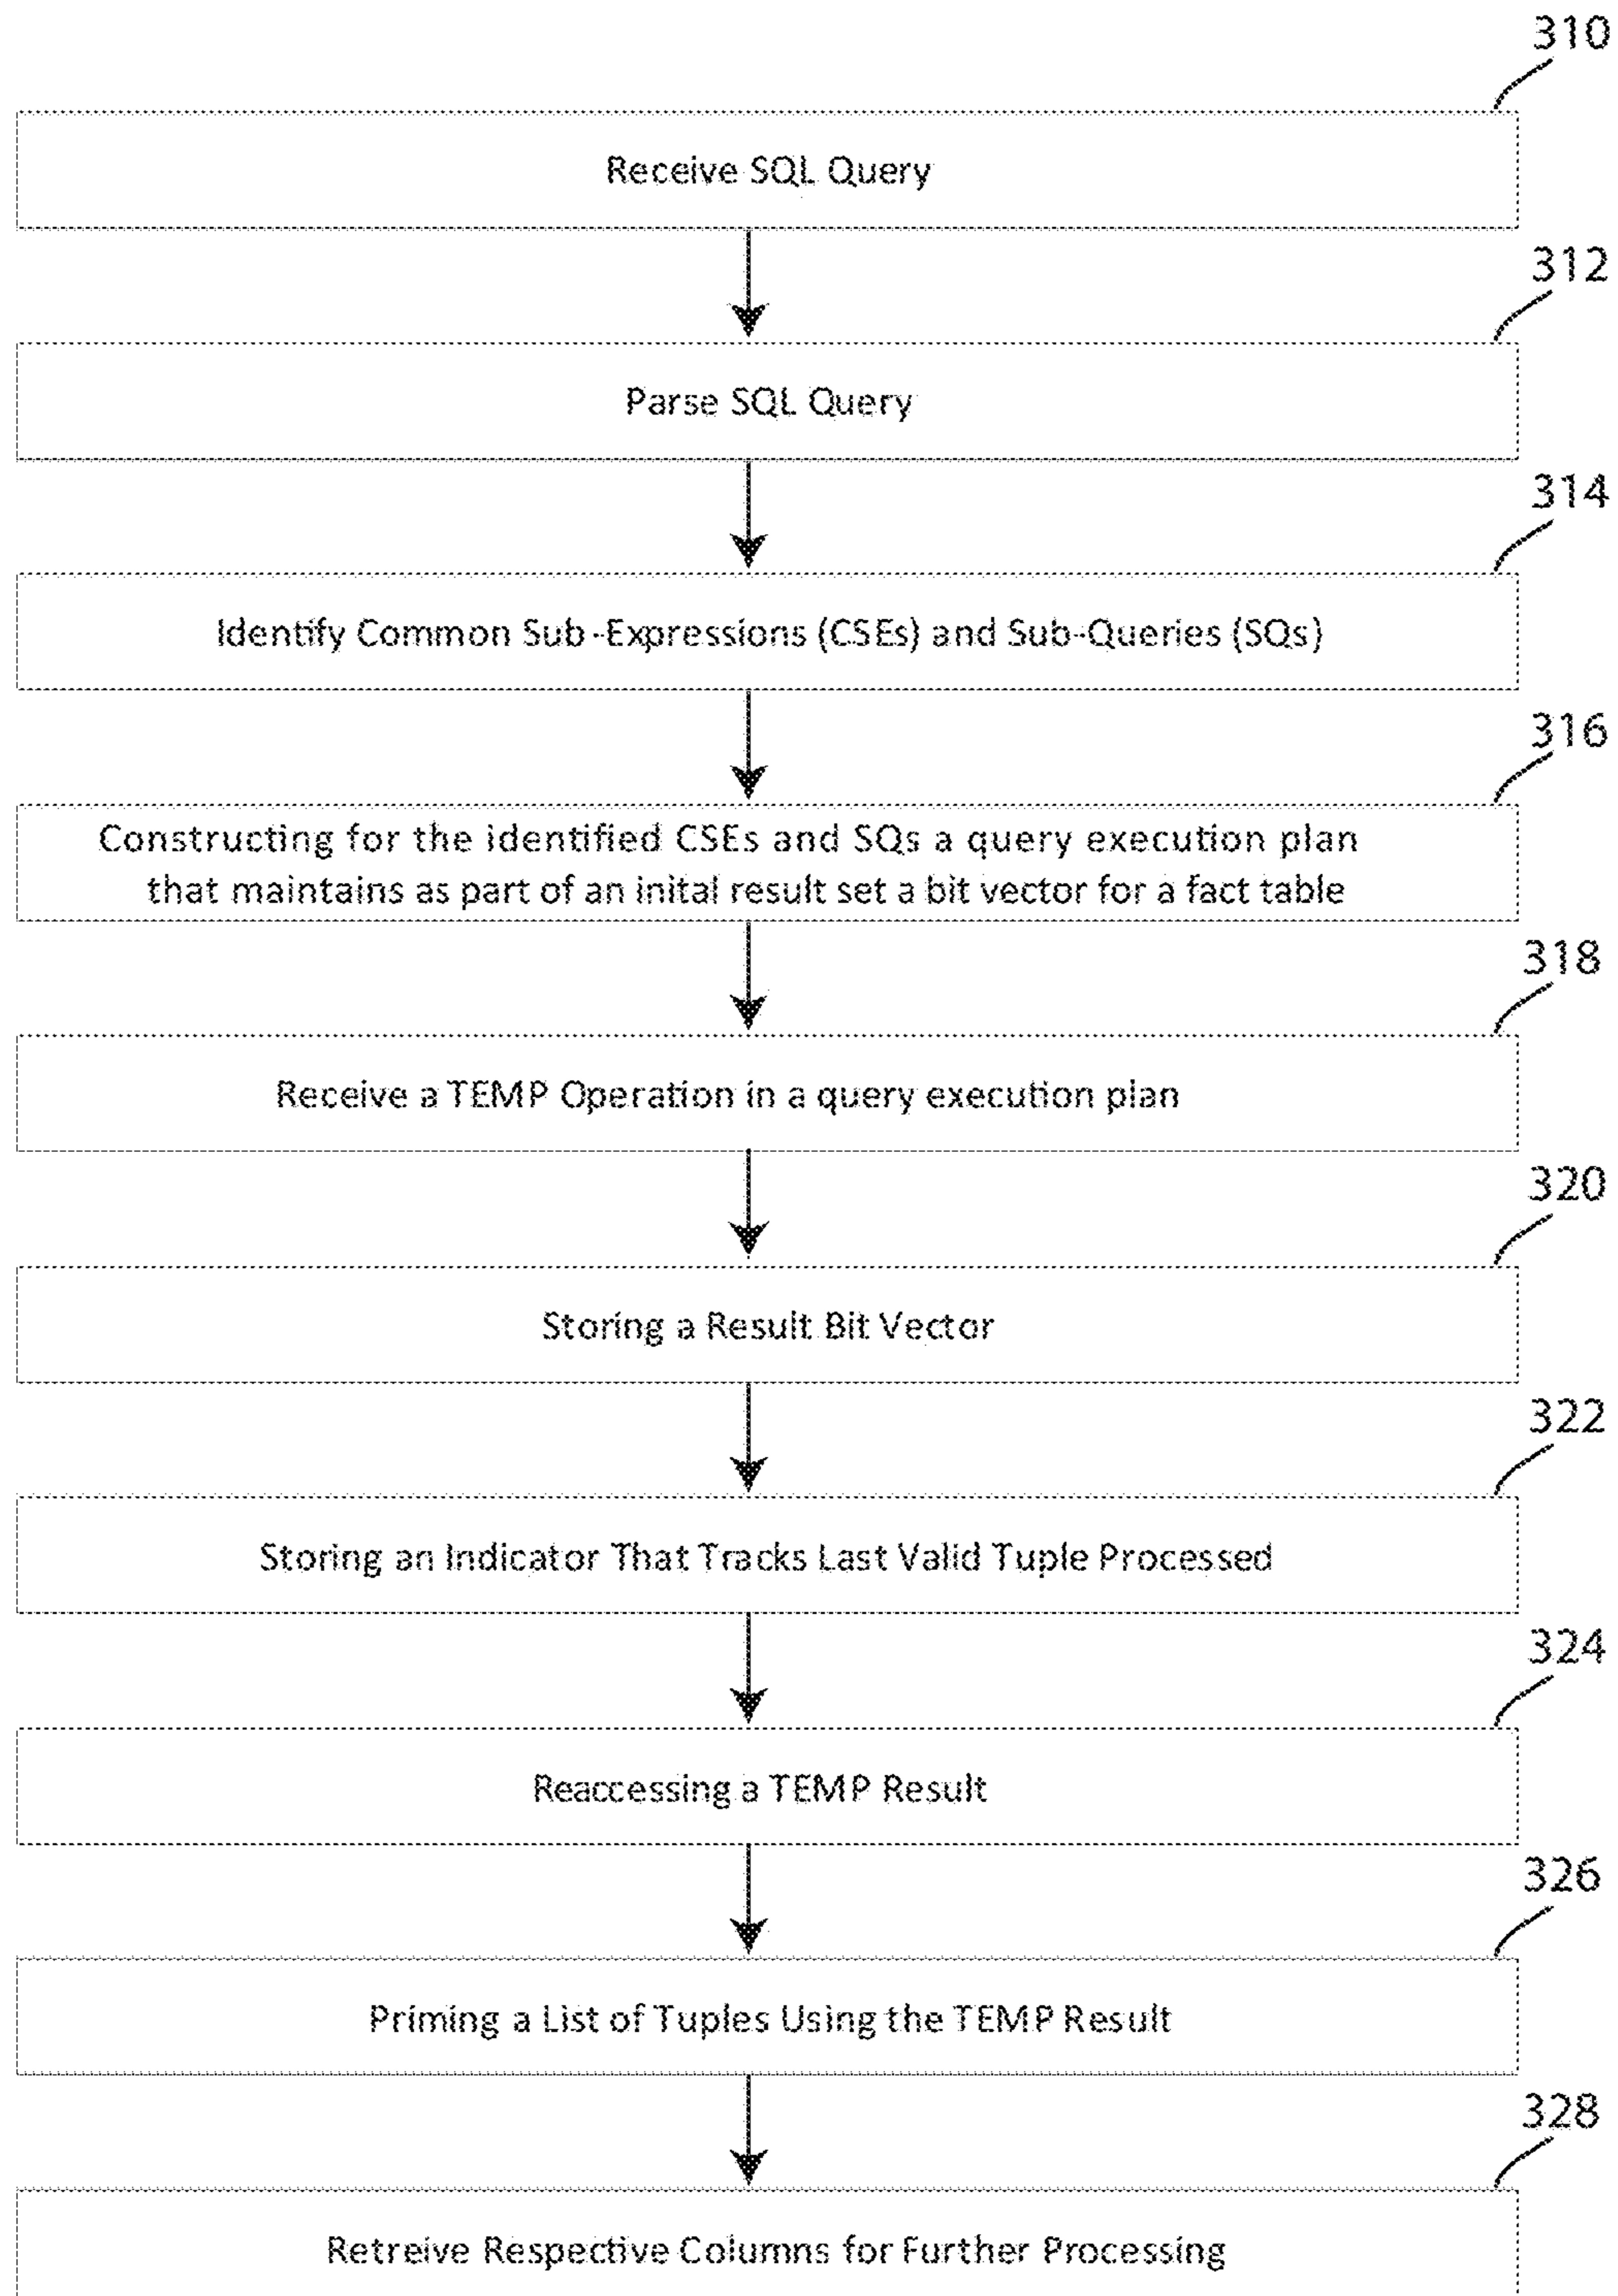 310
Receive SQL Query
312
Parse SQL Query
314
Identify Common Sub-Expressions (CSEs) and Sub-Queries (SQs)
316
Constructing for the identified CSEs and SQs a query execution plan
that maintains as part of an inital result set a bit vector for a fact table
318
Receive a TEMP Operation in a query execution plan
320
Storing a Result Bit Vector
322
Storing an Indicator That Tracks Last Valid Tuple Processed
324
Reaccessing a TEMP Result
326
Priming a List of Tuples Using the TEMP Result
328
Retreive Respective Columns for Further Processing